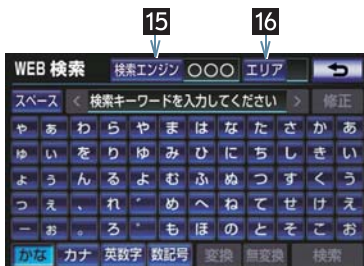 15 16
WEB 検索 検索エンジン ○○○ エリア
スペース < 検索キーワードを入力してください > 修正
ゃ ぁ わ ら や ま は な た さ か あ
ゅ ぃ を り ゆ み ひ に ち し き い
ょ ぅ ん る よ む ふ ぬ つ す く う
っ ぇ 、 れ ゛ め へ ね て せ け え
ー ぉ 。 ろ ゜ も ほ の と そ こ お
かな カナ 英数字 数記号 変換 無変換 検索